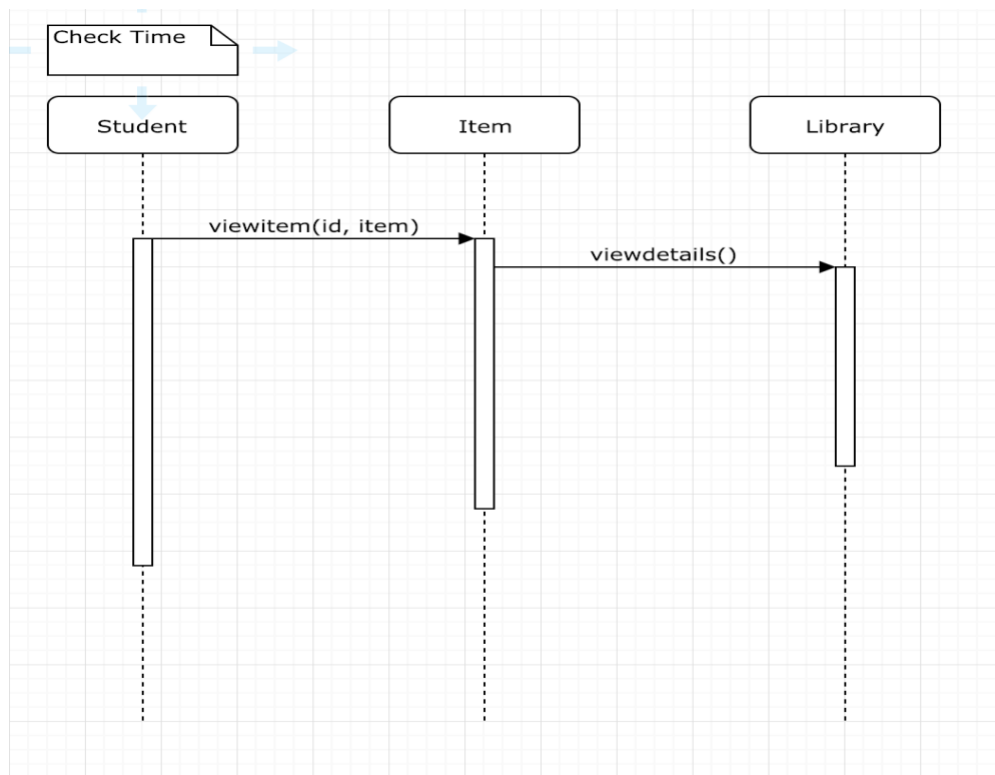 Check Time
Student
Item
Library
viewitem(id, item)
viewdetails()